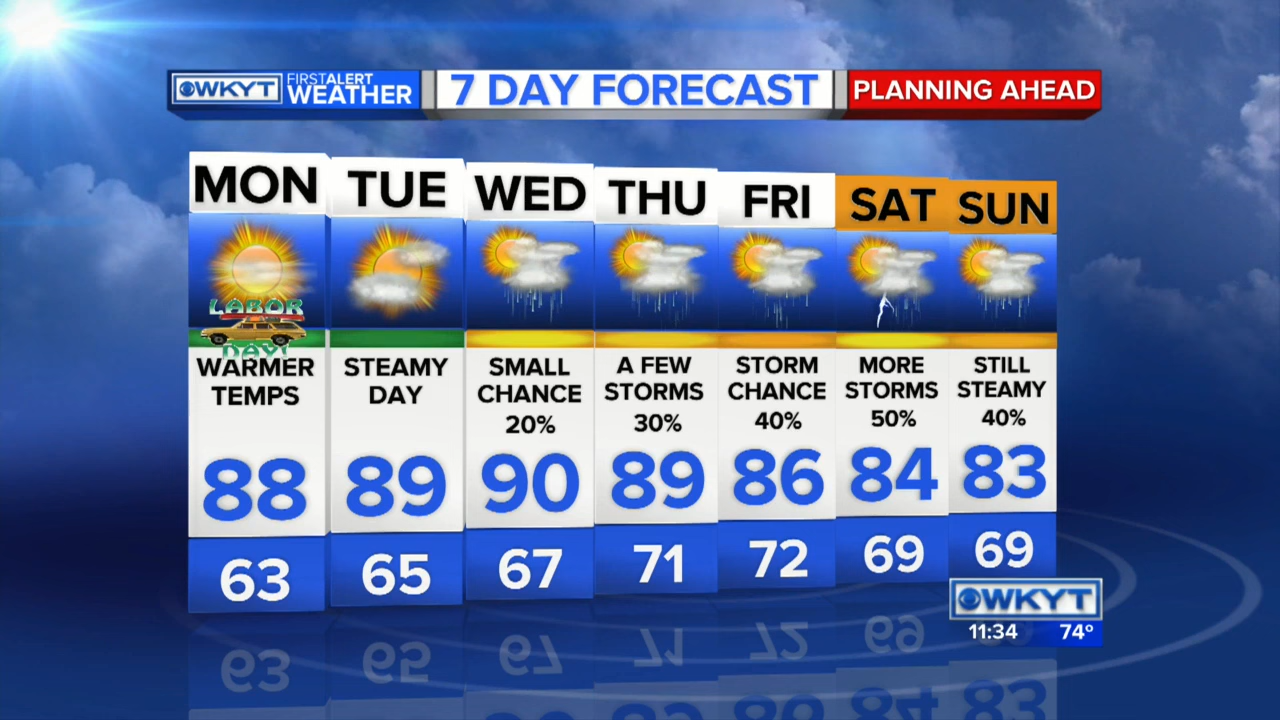 WKYT FIRST ALERT WEATHER 7 DAY FORECAST PLANNING AHEAD
MON TUE WED THU FRI SAT SUN
LABOR
DAY!
WARMER
TEMPS
STEAMY
DAY
SMALL
CHANCE
20%
A FEW
STORMS
30%
STORM
CHANCE
40%
MORE
STORMS
50%
STILL
STEAMY
40%
88 89 90 89 86 84 83
63 65 67 71 72 69 69
WKYT
11:34 74°